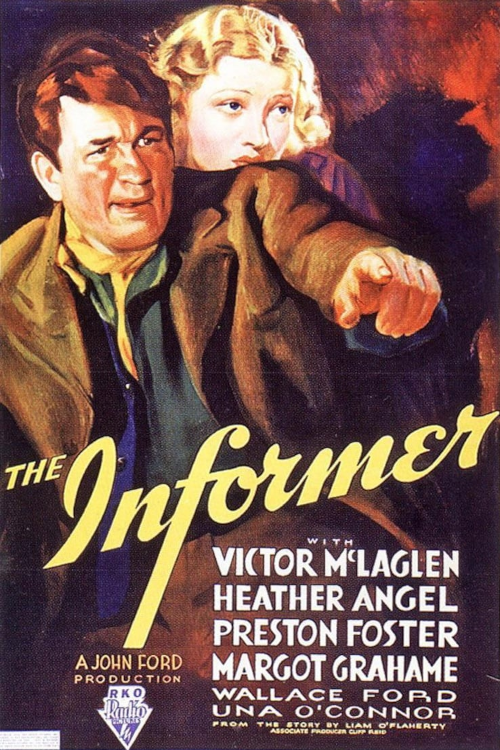 THE Informer
WITH
VICTOR McLAGLEN
HEATHER ANGEL
PRESTON FOSTER
MARGOT GRAHAME
WALLACE FORD
UNA O'CONNOR
FROM THE STORY BY LIAM O'FLAHERTY
ASSOCIATE PRODUCER CLIFF REID
A JOHN FORD
PRODUCTION
RKO
Radio
PICTURES